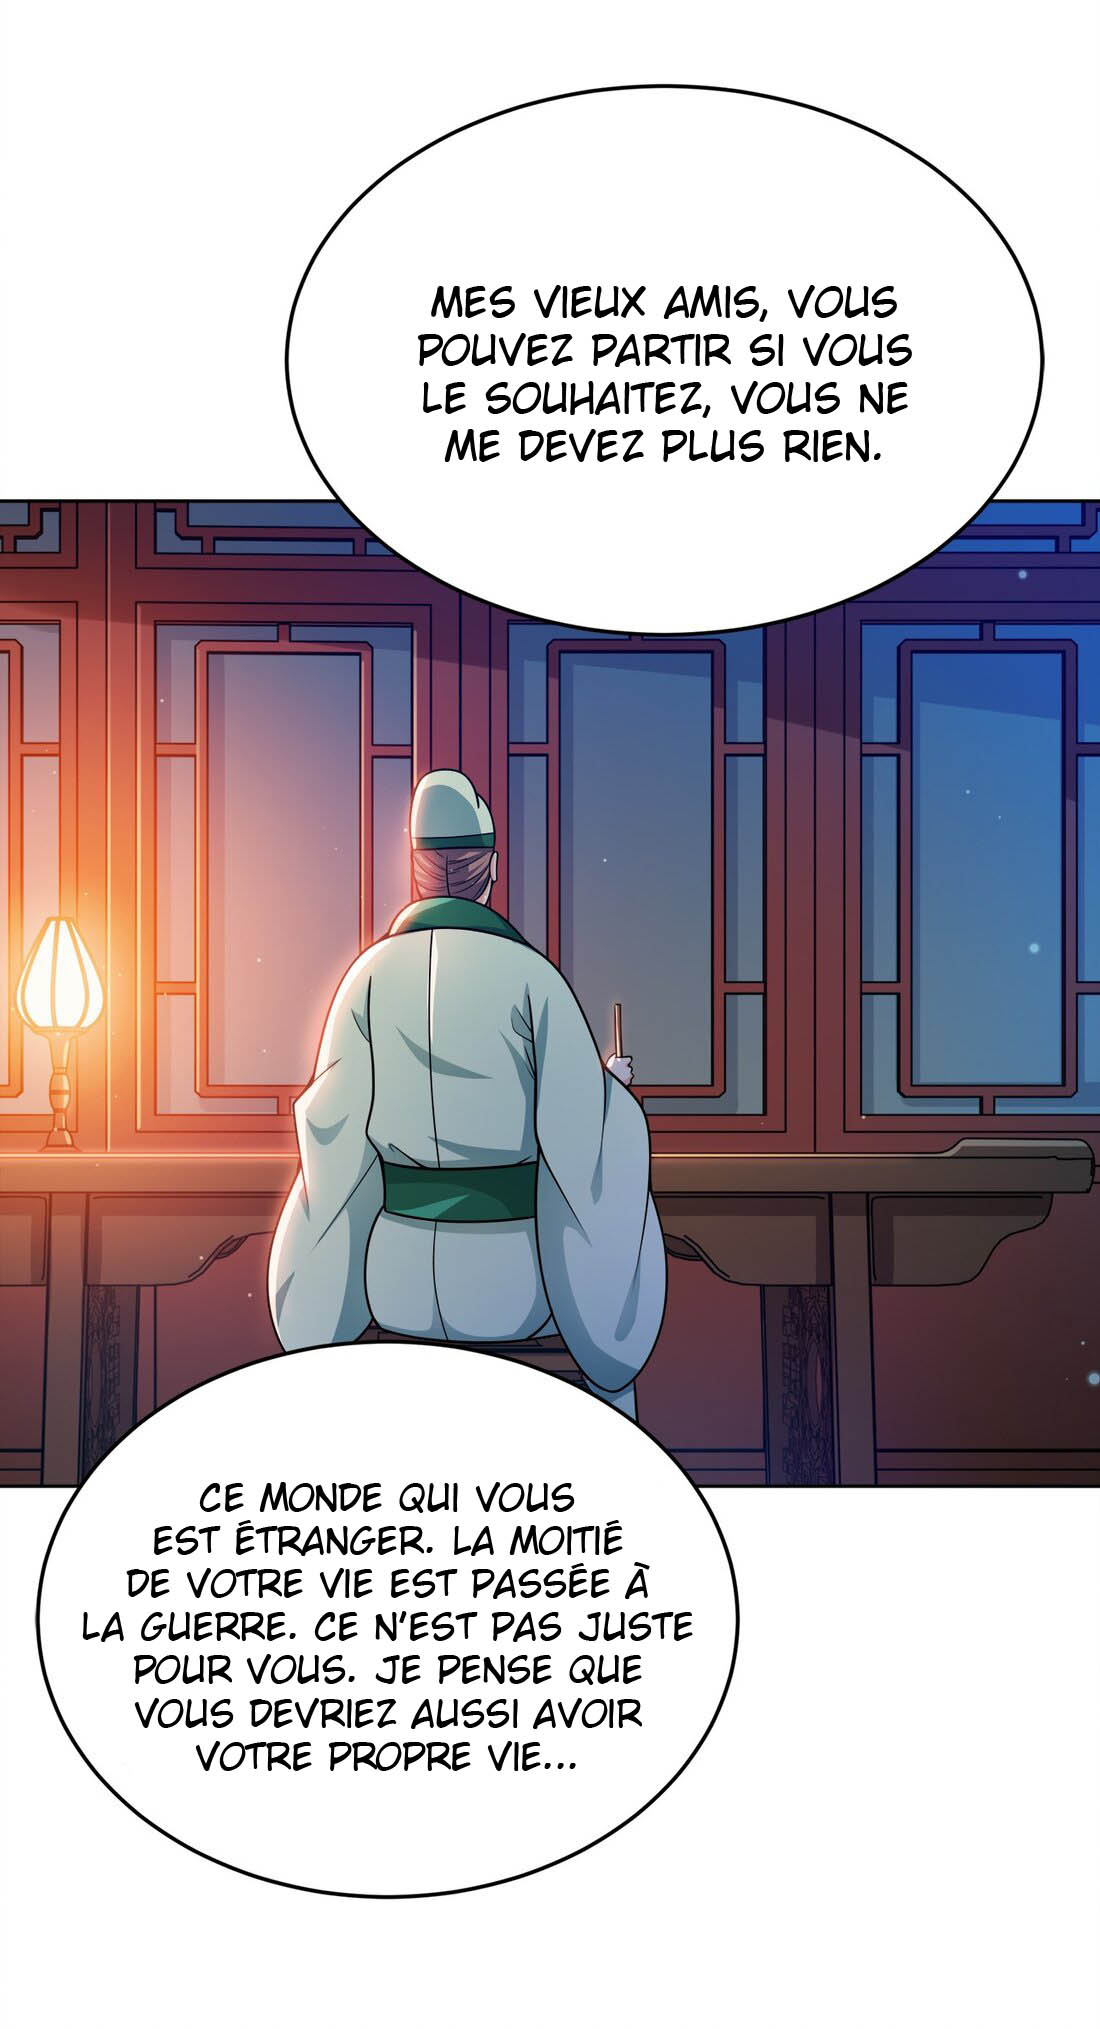 MES VIEUX AMIS, VOUS
POUVEZ PARTIR SI VOUS
LE SOUHAITEZ, VOUS NE
ME DEVEZ PLUS RIEN.
CE MONDE QUI VOUS
EST ÉTRANGER. LA MOITIÉ
DE VOTRE VIE EST PASSÉE À
LA GUERRE. CE N'EST PAS JUSTE
POUR VOUS. JE PENSE QUE
VOUS DEVRIEZ AUSSI AVOIR
VOTRE PROPRE VIE...